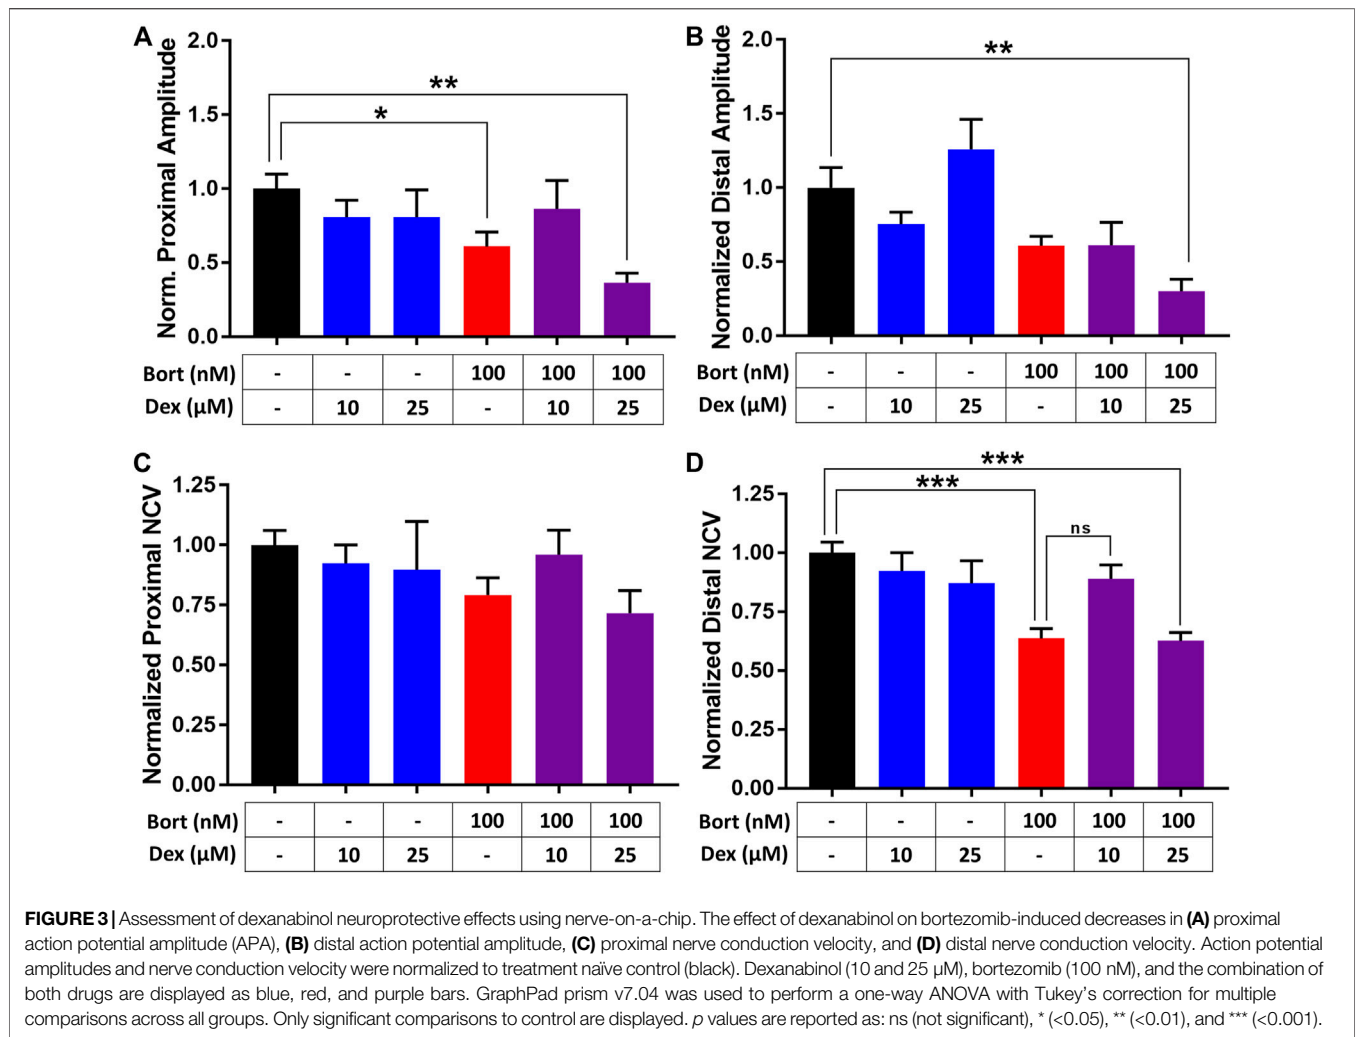 A
B
Norm. Proximal Amplitude
2.0
1.5
1.0
0.5
0.0
**
*
Bort (nM) - - - 100 100 100
Dex (µM) - 10 25 - 10 25
Normalized Distal Amplitude
2.0
1.5
1.0
0.5
0.0
**
Bort (nM) - - - 100 100 100
Dex (µM) - 10 25 - 10 25
C
Normalized Proximal NCV
1.25
1.00
0.75
0.50
0.25
0.00
Bort (nM) - - - 100 100 100
Dex (µM) - 10 25 - 10 25
D
Normalized Distal NCV
1.25
1.00
0.75
0.50
0.25
0.00
***
***
ns
Bort (nM) - - - 100 100 100
Dex (µM) - 10 25 - 10 25
FIGURE 3 | Assessment of dexanabinol neuroprotective effects using nerve-on-a-chip. The effect of dexanabinol on bortezomib-induced decreases in (A) proximal
action potential amplitude (APA), (B) distal action potential amplitude, (C) proximal nerve conduction velocity, and (D) distal nerve conduction velocity. Action potential
amplitudes and nerve conduction velocity were normalized to treatment naïve control (black). Dexanabinol (10 and 25 µM), bortezomib (100 nM), and the combination of
both drugs are displayed as blue, red, and purple bars. GraphPad prism v7.04 was used to perform a one-way ANOVA with Tukey's correction for multiple
comparisons across all groups. Only significant comparisons to control are displayed. p values are reported as: ns (not significant), * (<0.05), ** (<0.01), and *** (<0.001).